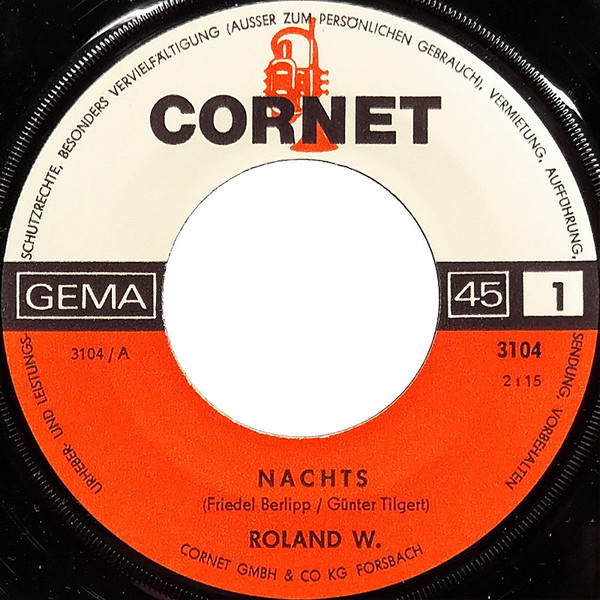 URHEBER- UND LEISTUNGS-SCHUTZRECHTE, BESONDERS VERVIELFÄLTIGUNG (AUSSER ZUM PERSÖNLICHEN GEBRAUCH), VERMIETUNG, AUFFÜHRUNG, SENDUNG, VORBEHALTEN
CORNET
GEMA 45 1
3104 / A 3104
2:15
NACHTS
(Friedel Berlipp / Günter Tilgert)
ROLAND W.
CORNET GMBH & CO KG FORSBACH